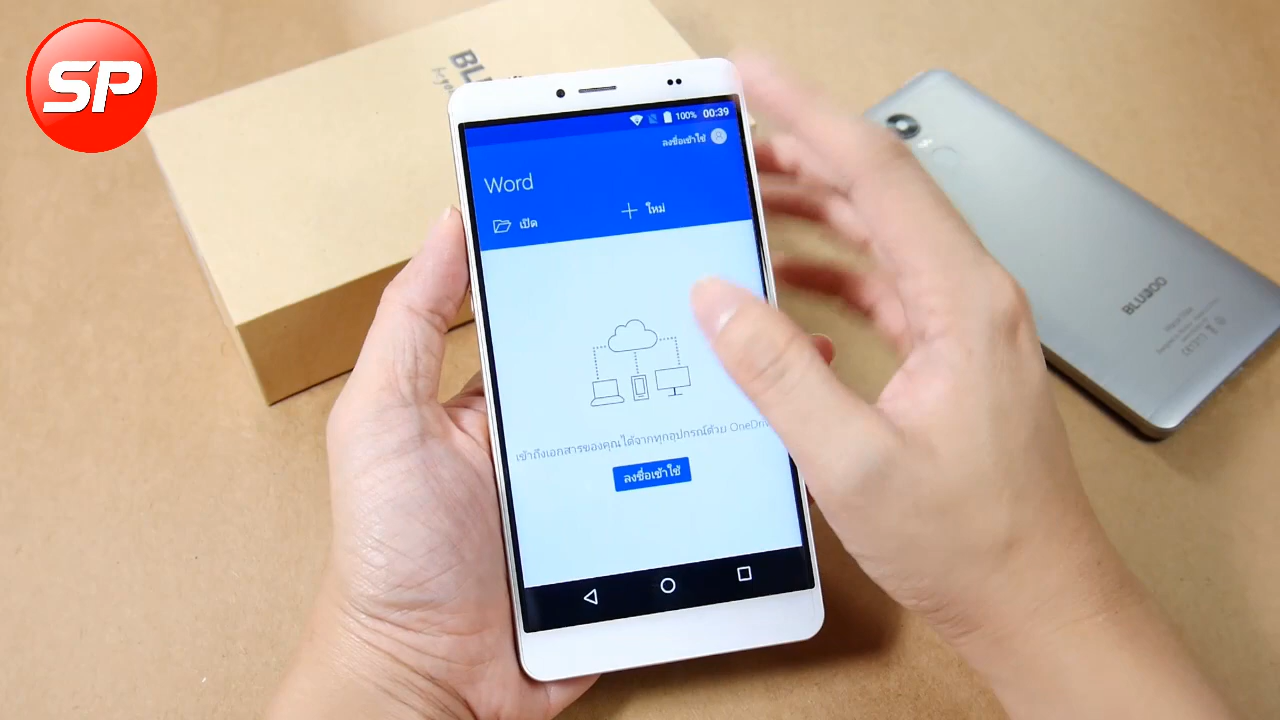 SP
100% 00:39
ลงชื่อเข้าใช้
Word
เปิด
ใหม่
เข้าถึงเอกสารของคุณได้จากทุกอุปกรณ์ด้วย
ลงชื่อเข้าใช้
BLUBOO